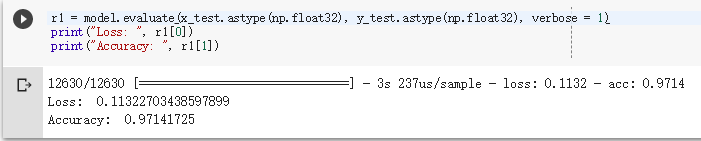 r1 = model.evaluate(x_test.astype(np.float32), y_test.astype(np.float32), verbose = 1)
print("Loss: ", r1[0])
print("Accuracy: ", r1[1])
12630/12630 [==============================] - 3s 237us/sample - loss: 0.1132 - acc: 0.9714
Loss:  0.11322703438597899
Accuracy:  0.97141725